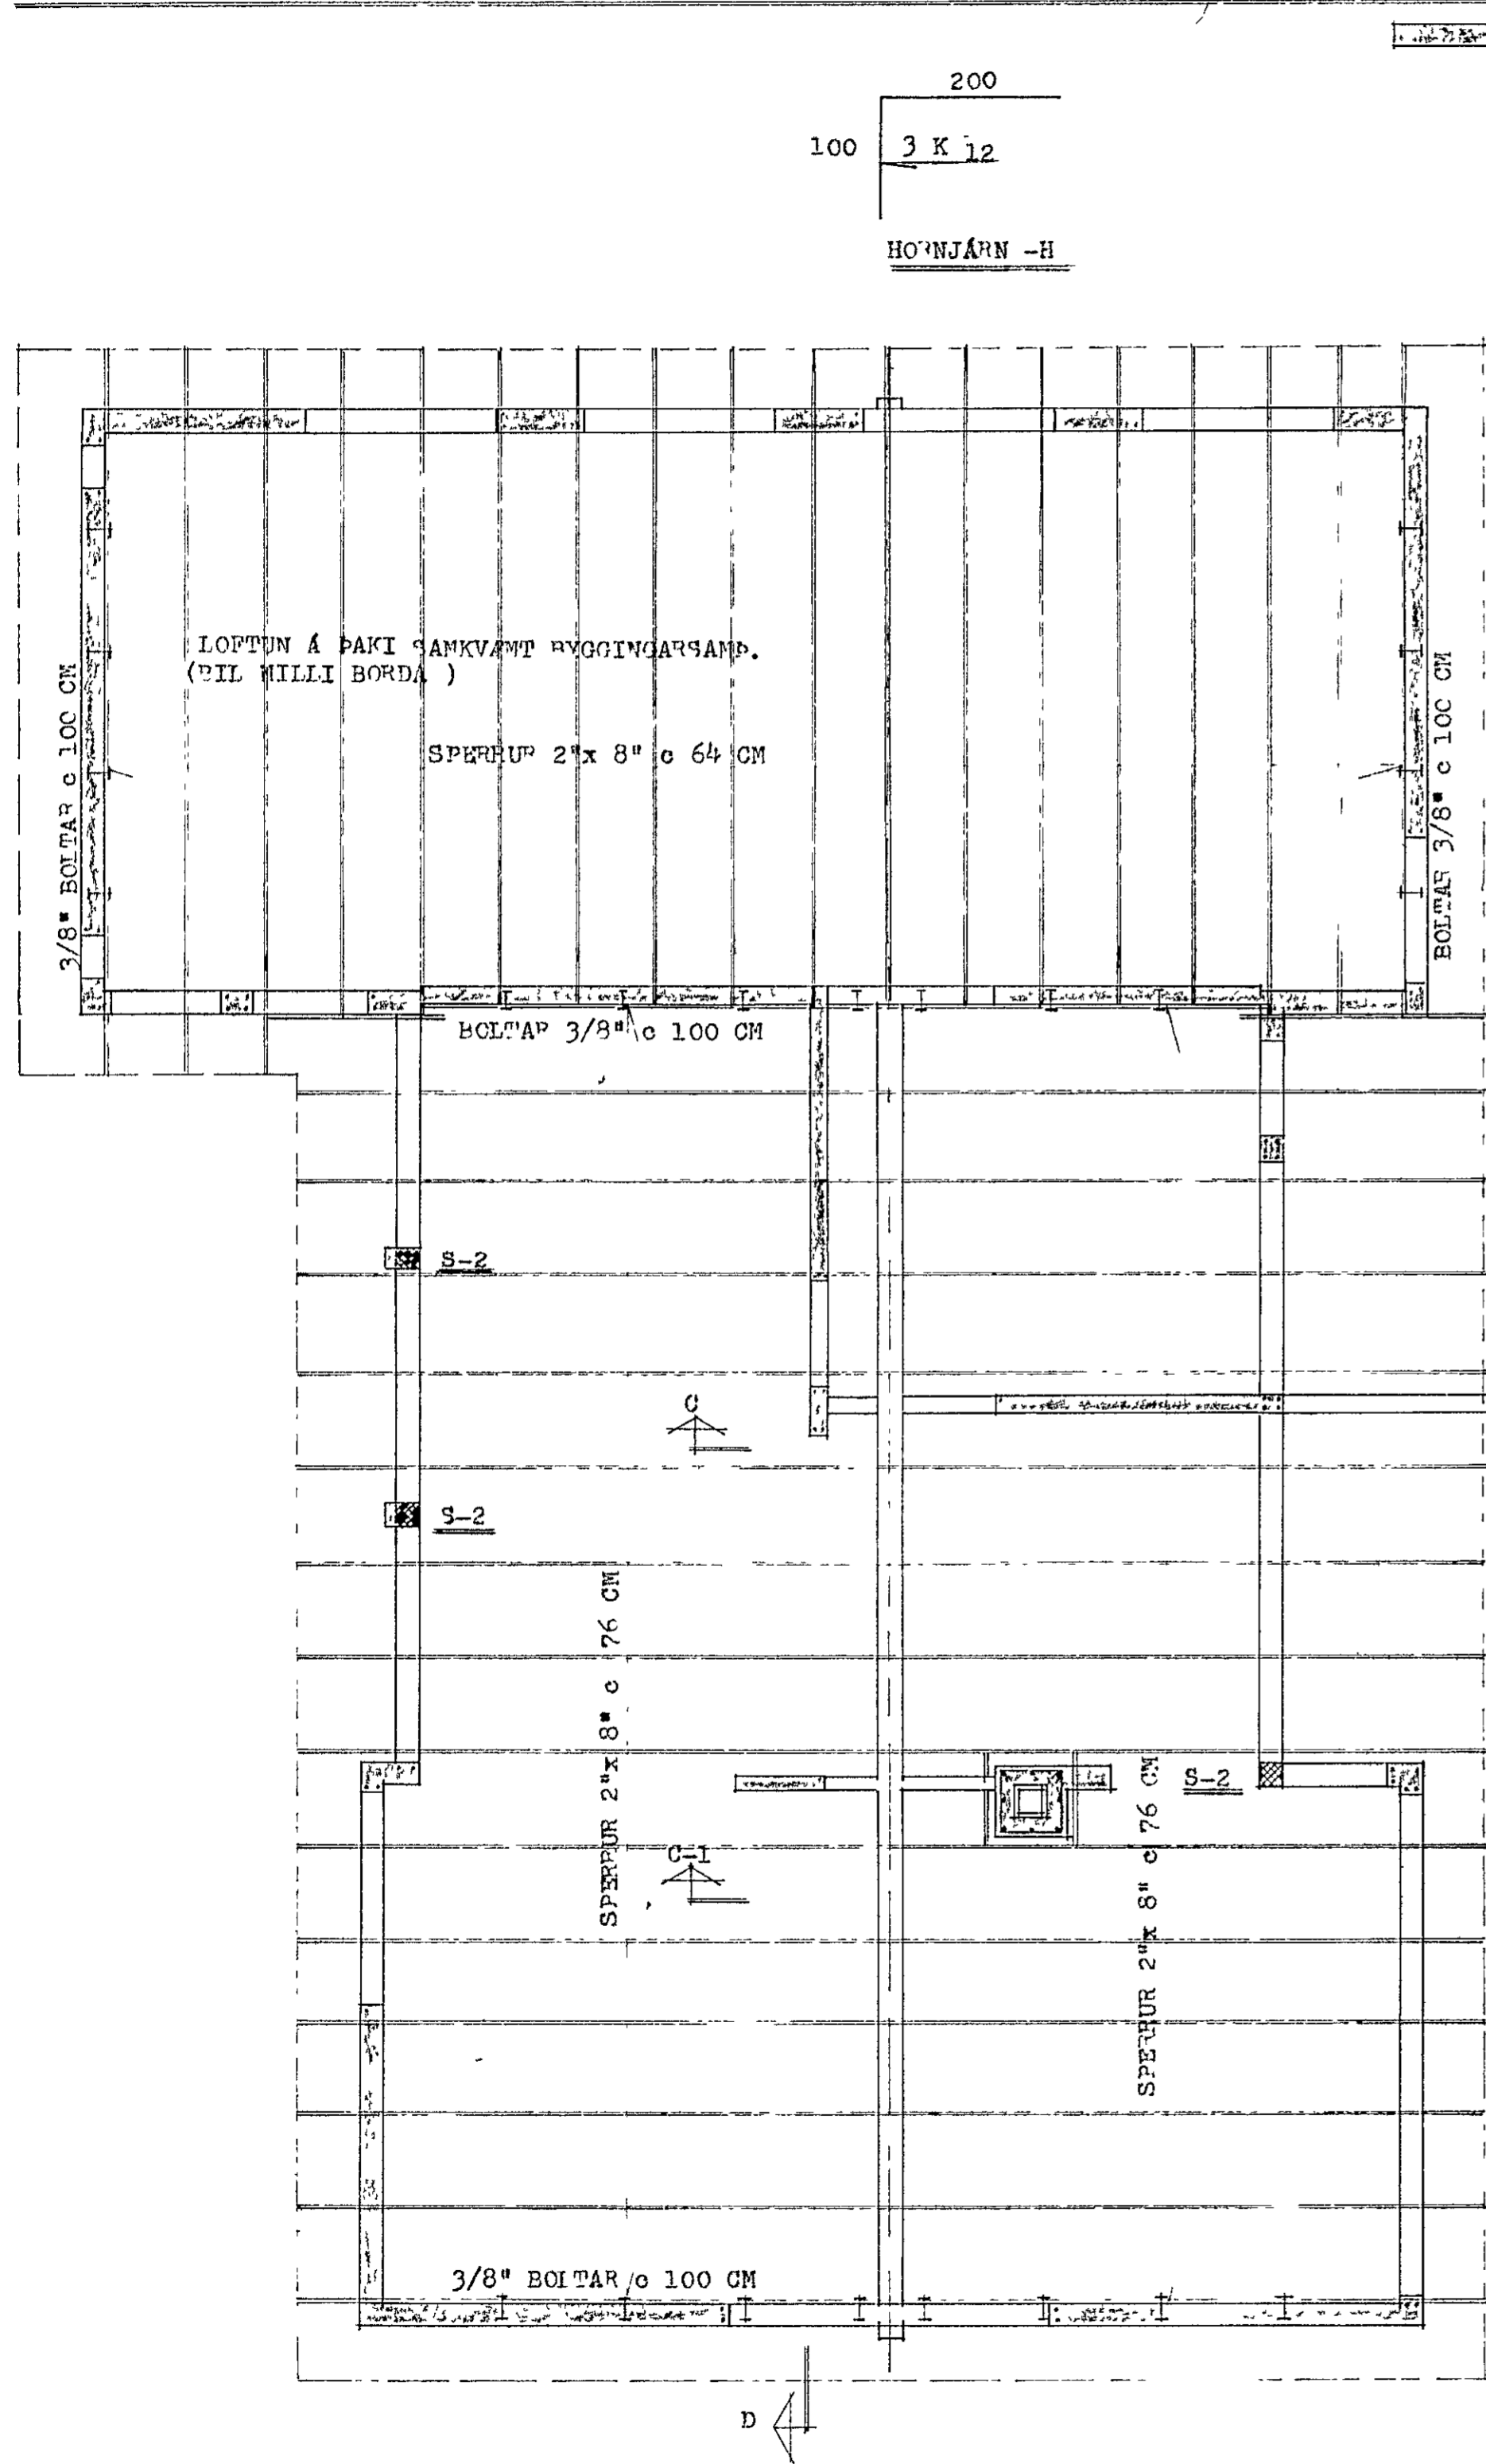 200
100
3 K 12
HORNJÁRN -H
LOFTUN Á ÞAKI SAMKVÆMT BYGGINGARSAMÞ.
(BIL MILLI BORDA )
SPERRUR 2"x 8" c 64 CM
3/8" BOLTAR c 100 CM
BOLTAR 3/8" c 100 CM
BOLTAR 3/8" c 100 CM
S-2
C
S-2
SPERRUR 2"x 8" c 76 CM
S-2
SPERRUR 2"x 8" c 76 CM
C-1
3/8" BOLTAR c 100 CM
D